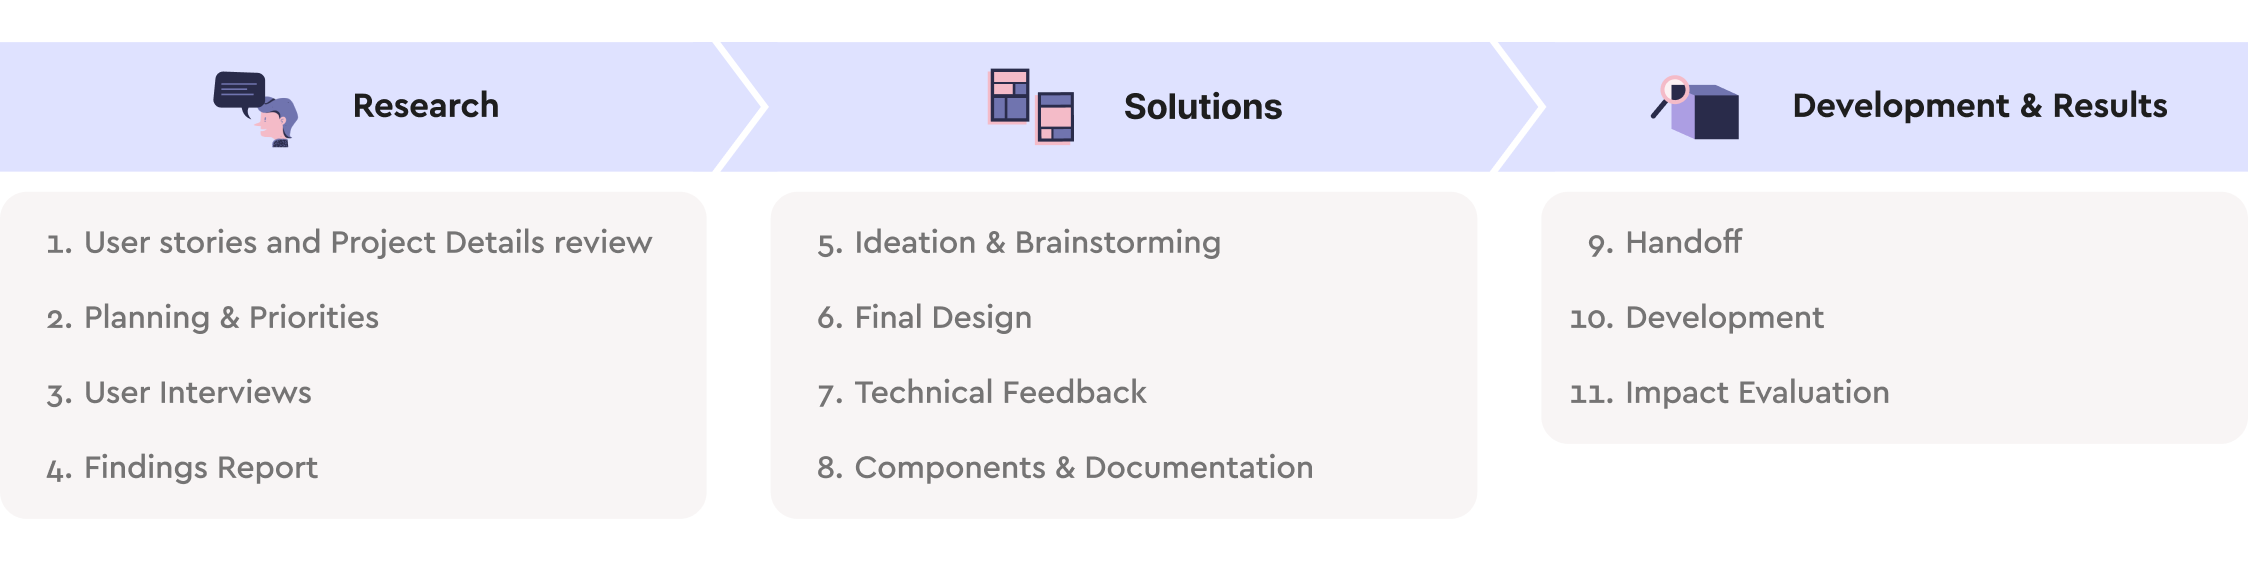 Research
Solutions
Development & Results
1. User stories and Project Details review
2. Planning & Priorities
3. User Interviews
4. Findings Report
5. Ideation & Brainstorming
6. Final Design
7. Technical Feedback
8. Components & Documentation
9. Handoff
10. Development
11. Impact Evaluation